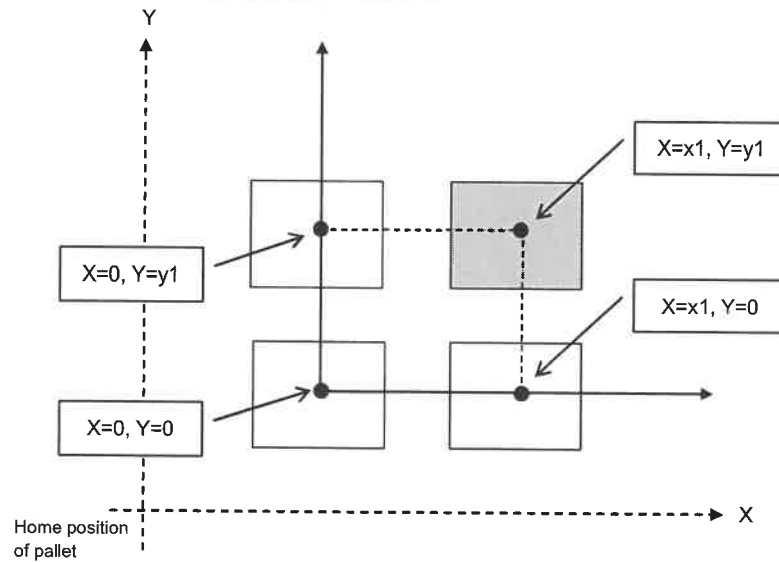 Y
X=x1, Y=y1
X=0, Y=y1
X=x1, Y=0
X=0, Y=0
X
Home position
of pallet